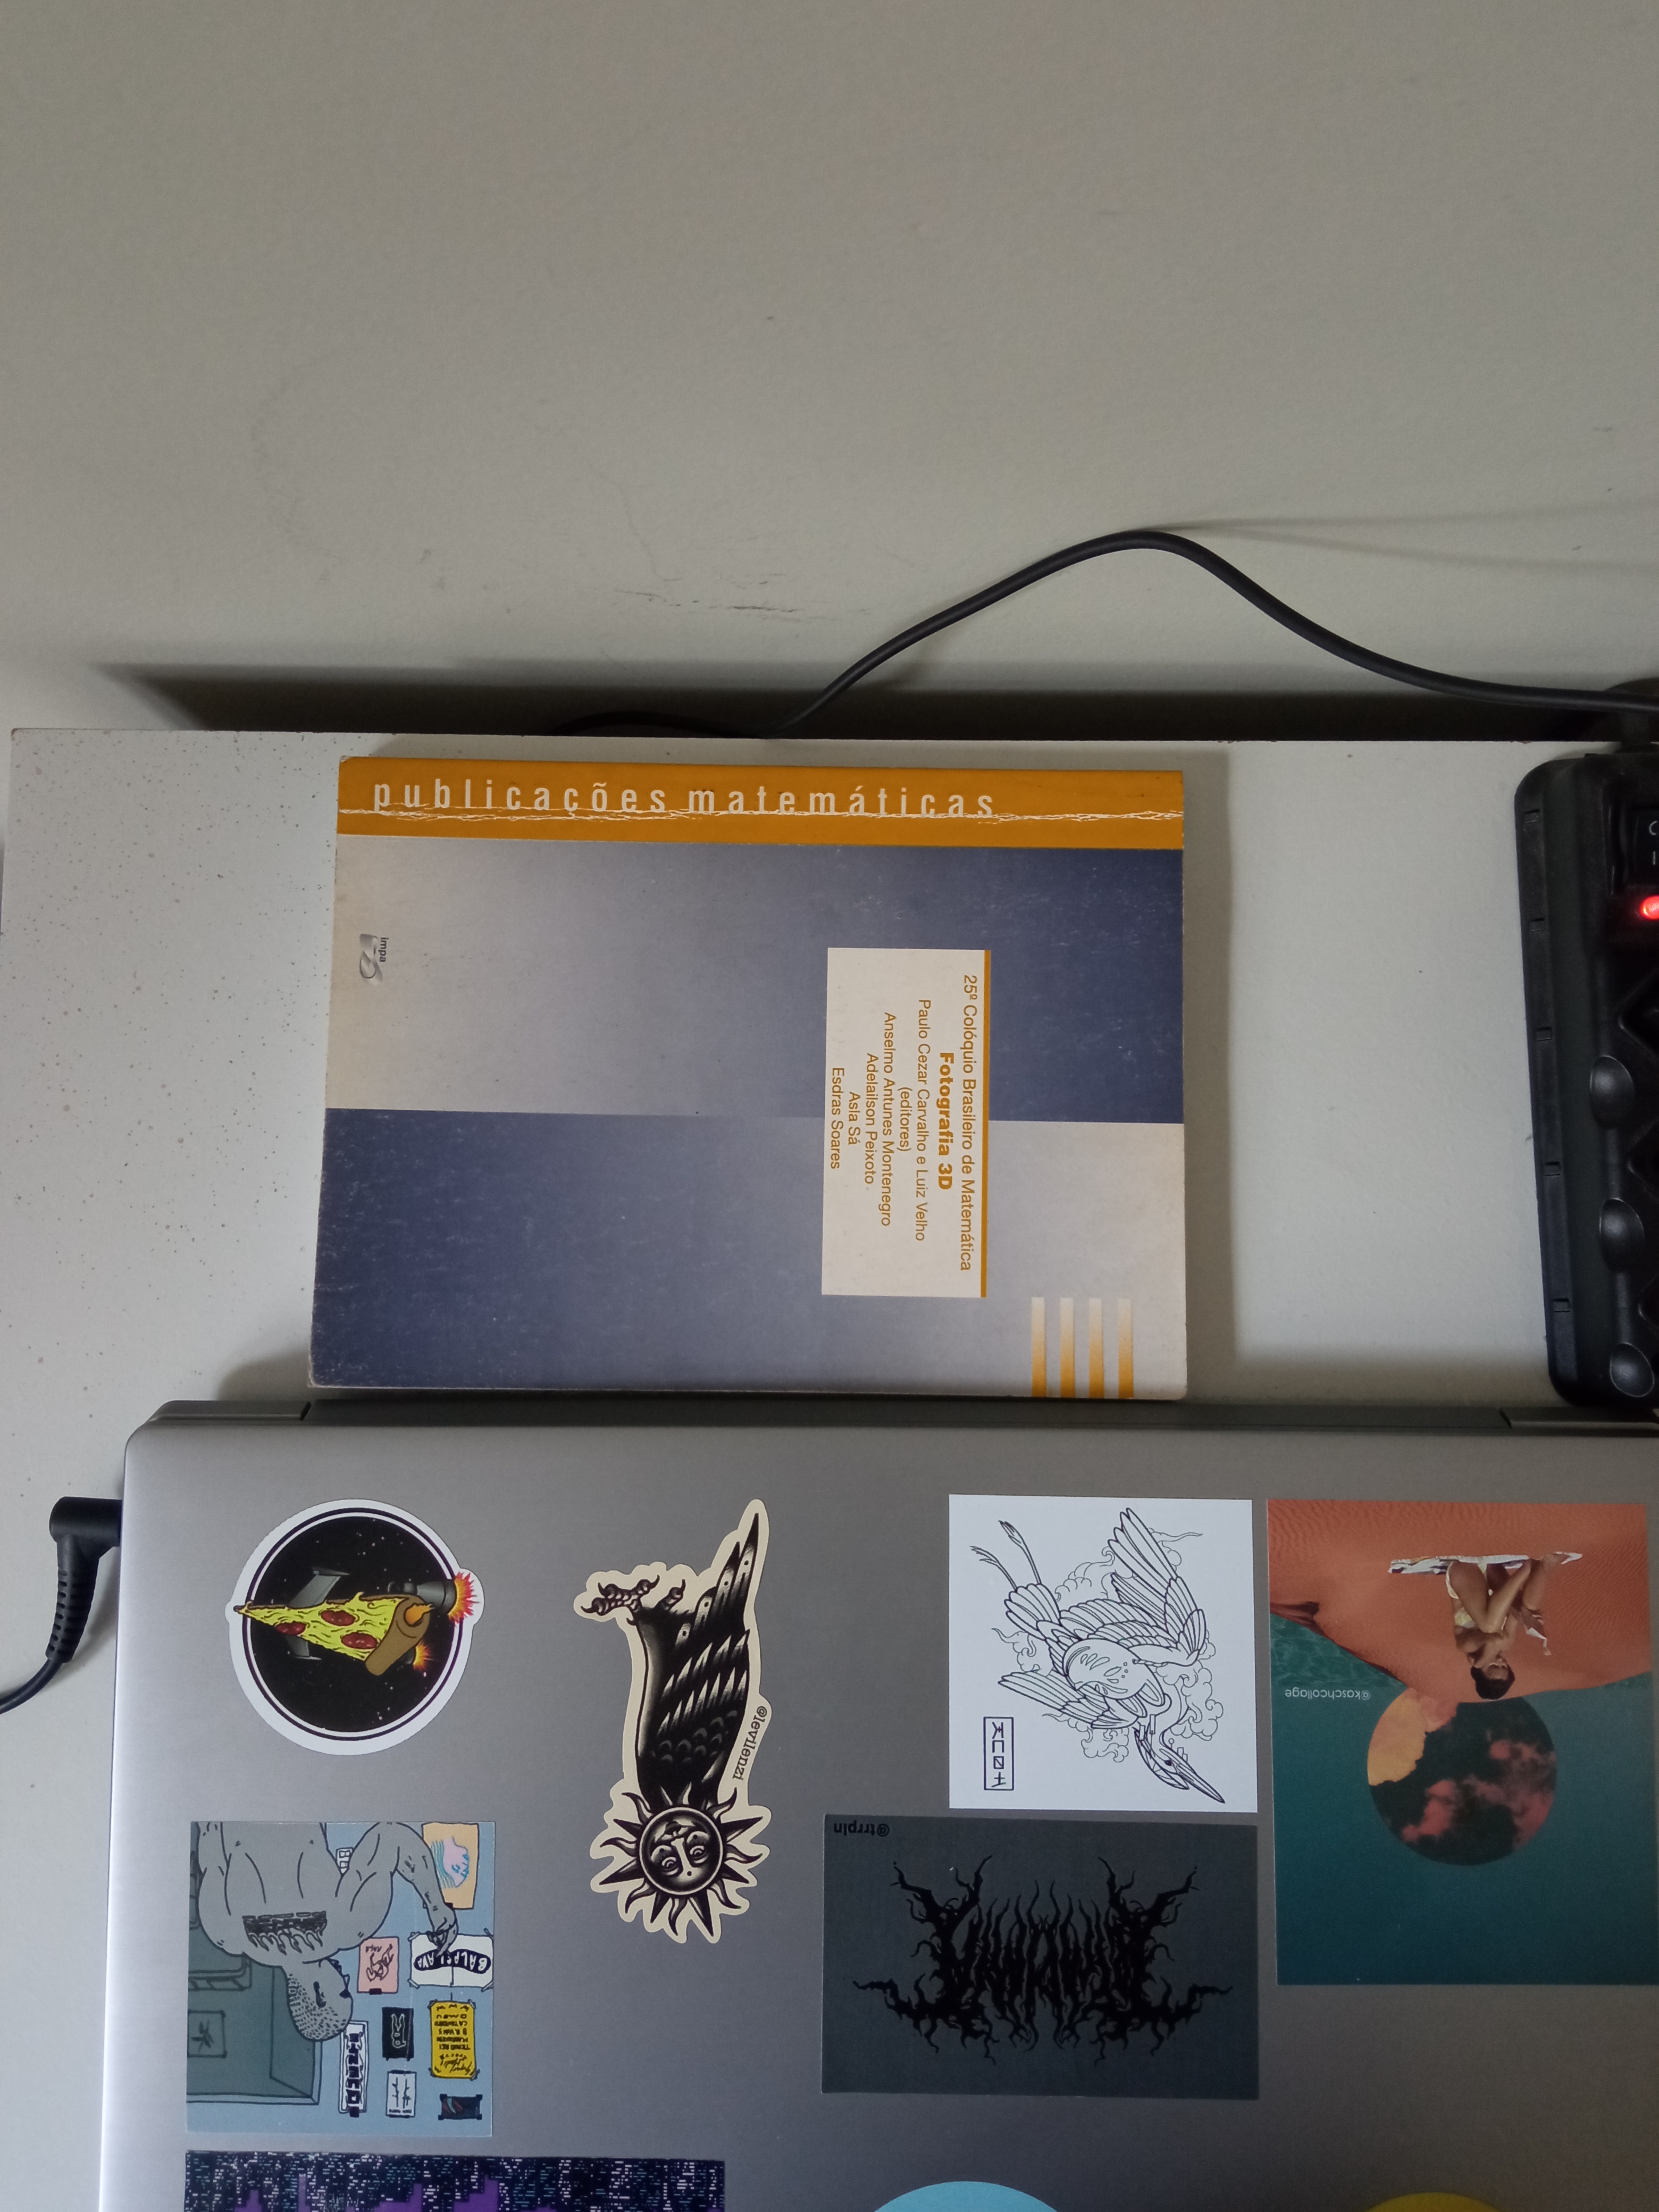 publicações matemáticas
25º Colóquio Brasileiro de Matemática
Fotografia 3D
Paulo Cezar Carvalho e Luiz Velho
(editores)
Anselmo Antunes Montenegro
Adelailson Peixoto
Asla Sá
Esdras Soares
impa
@levilenzi
@kaschcollage
@trrpln